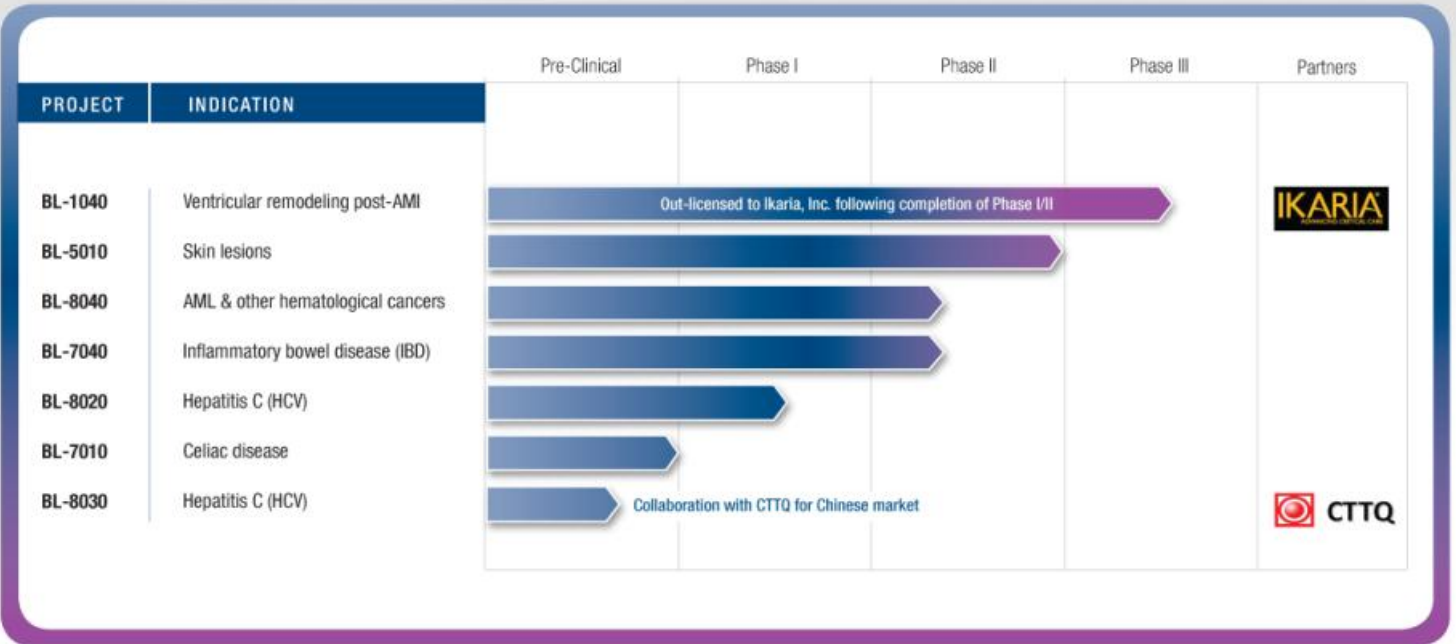 Pre-Clinical Phase I Phase II Phase III Partners
PROJECT INDICATION
BL-1040 Ventricular remodeling post-AMI Out-licensed to Ikaria, Inc. following completion of Phase I/II IKARIA
ADVANCING CRITICAL CARE
BL-5010 Skin lesions
BL-8040 AML & other hematological cancers
BL-7040 Inflammatory bowel disease (IBD)
BL-8020 Hepatitis C (HCV)
BL-7010 Celiac disease
BL-8030 Hepatitis C (HCV) Collaboration with CTTQ for Chinese market CTTQ